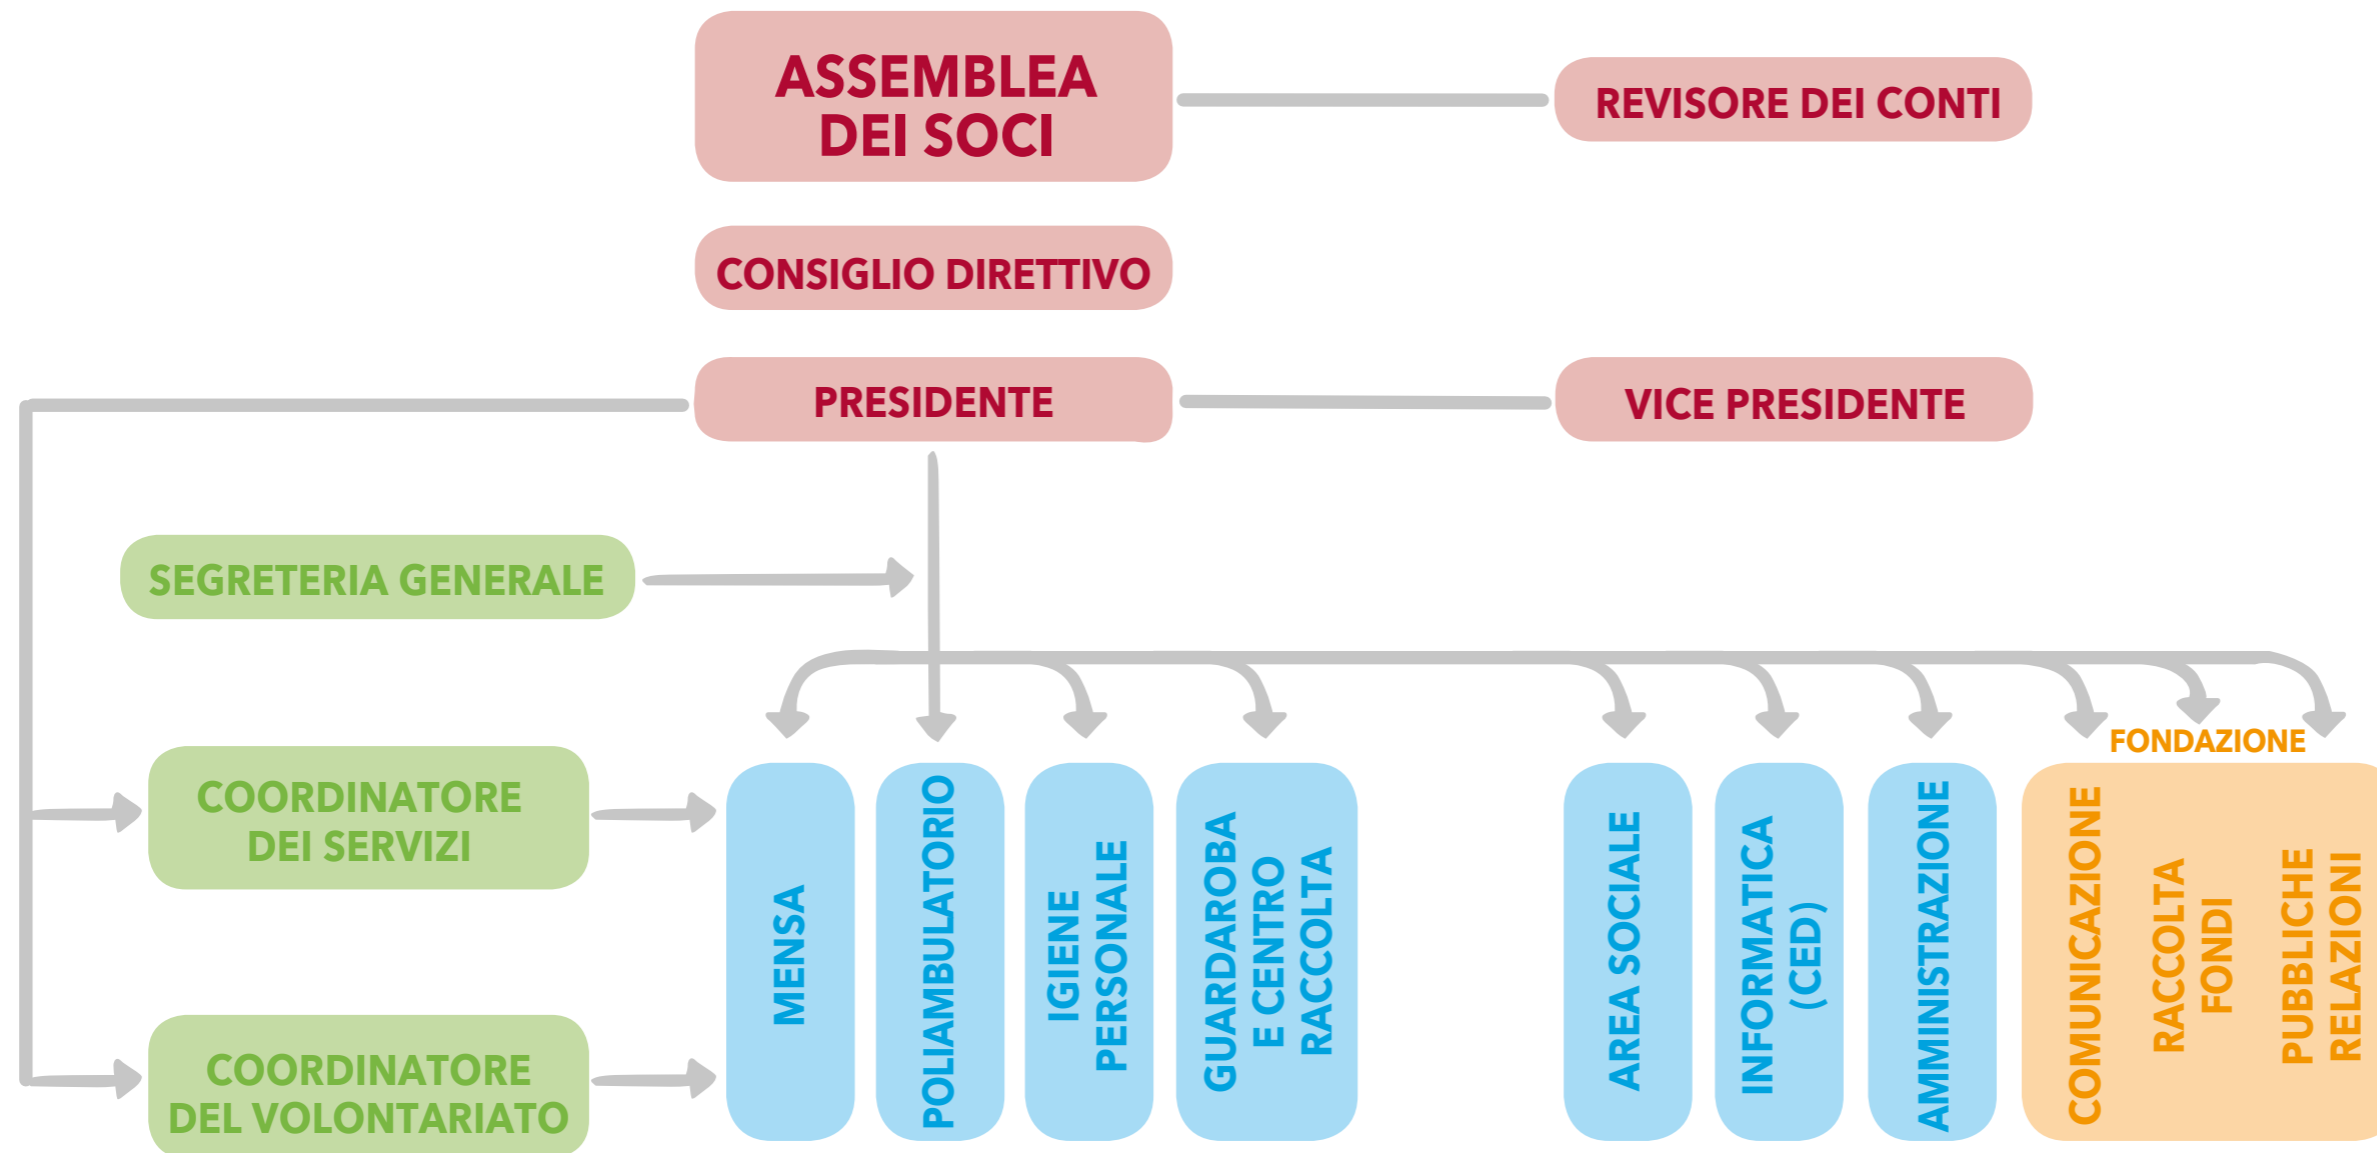 ASSEMBLEA
DEI SOCI
REVISORE DEI CONTI
CONSIGLIO DIRETTIVO
PRESIDENTE
VICE PRESIDENTE
SEGRETERIA GENERALE
COORDINATORE
DEI SERVIZI
COORDINATORE
DEL VOLONTARIATO
MENSA
POLIAMBULATORIO
IGIENE
PERSONALE
GUARDAROBA
E CENTRO
RACCOLTA
AREA SOCIALE
INFORMATICA
(CED)
AMMINISTRAZIONE
FONDAZIONE
COMUNICAZIONE
RACCOLTA
FONDI
PUBBLICHE
RELAZIONI